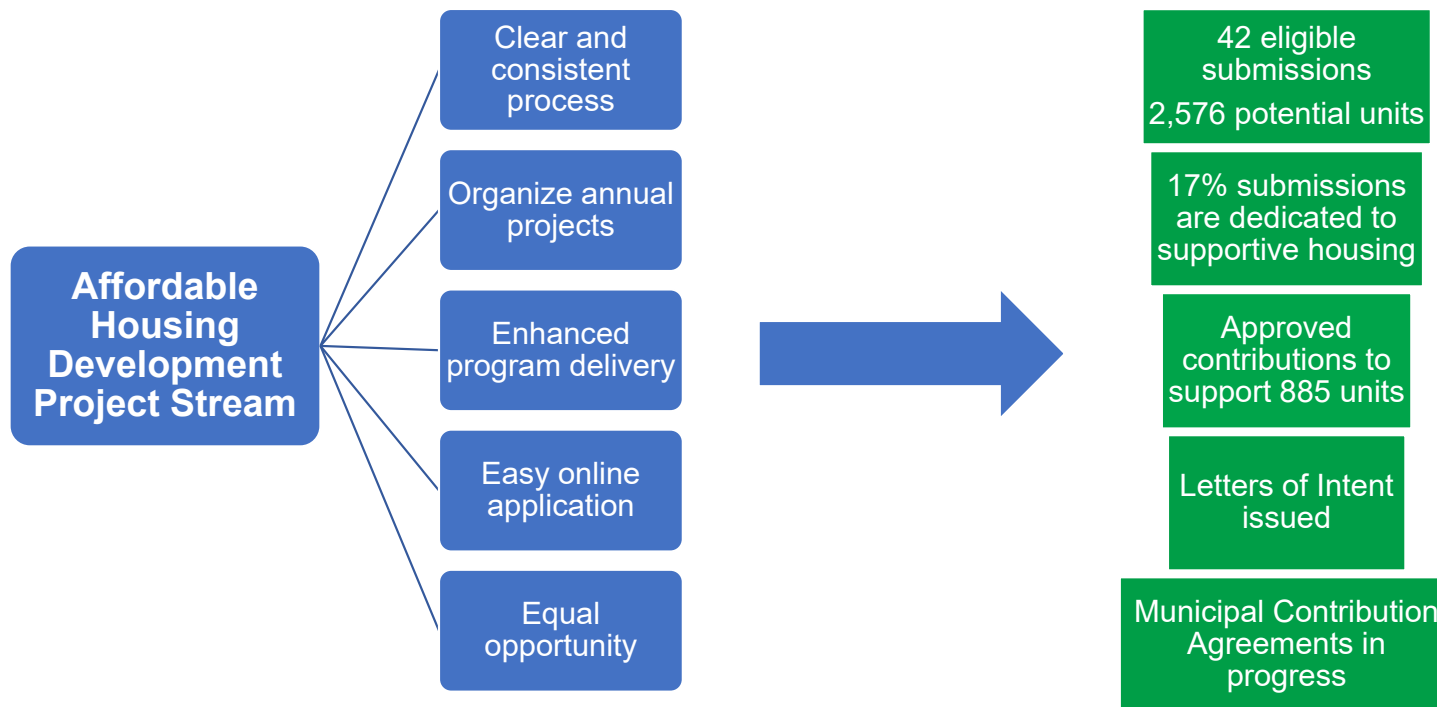 Affordable
Housing
Development
Project Stream
Clear and
consistent
process
Organize annual
projects
Enhanced
program delivery
Easy online
application
Equal
opportunity
42 eligible
submissions
2,576 potential units
17% submissions
are dedicated to
supportive housing
Approved
contributions to
support 885 units
Letters of Intent
issued
Municipal Contribution
Agreements in
progress